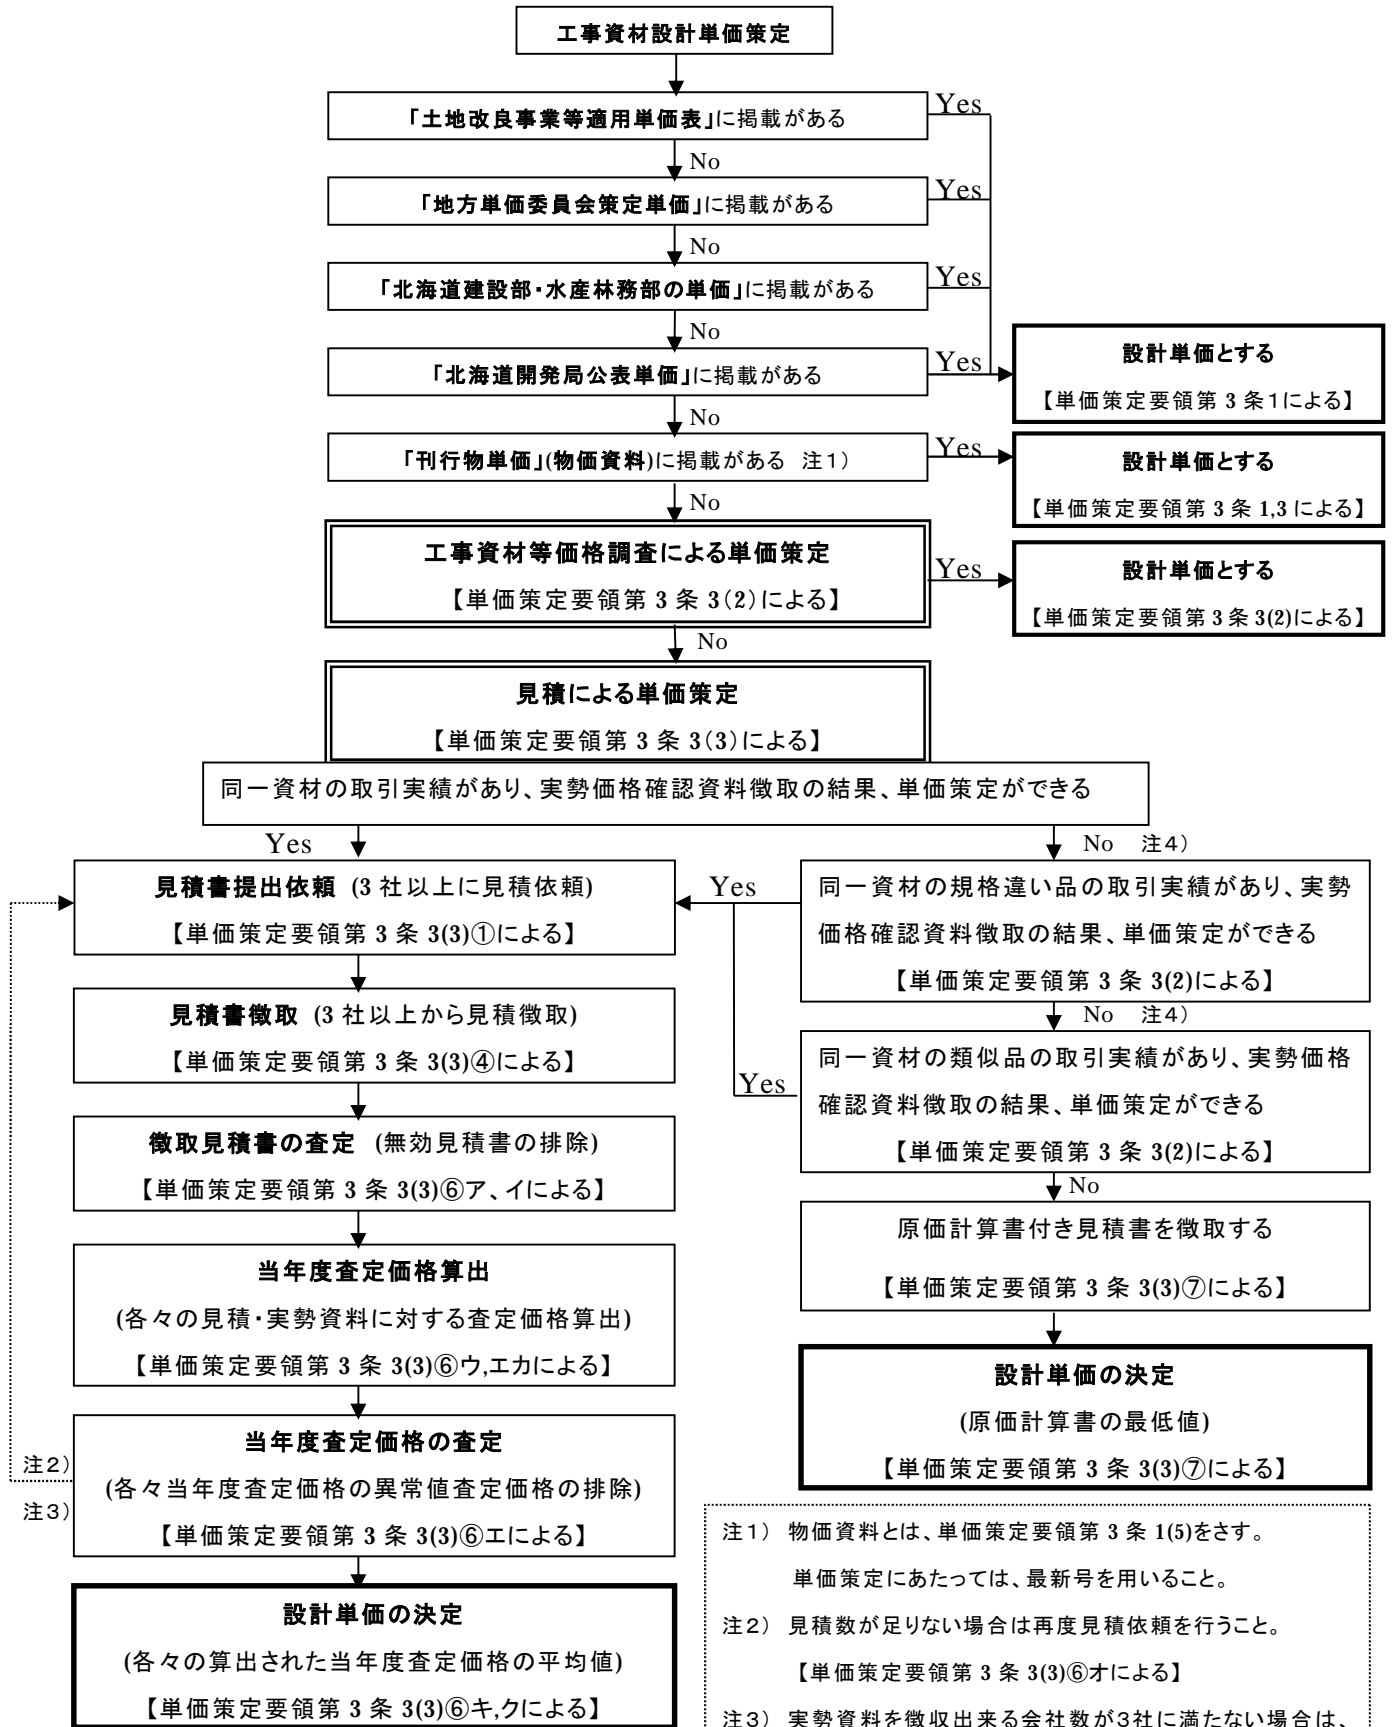 工事資材設計単価策定
「土地改良事業等適用単価表」に掲載がある
Yes
No
「地方単価委員会策定単価」に掲載がある
Yes
No
「北海道建設部・水産林務部の単価」に掲載がある
Yes
No
「北海道開発局公表単価」に掲載がある
Yes
設計単価とする
【単価策定要領第3条1による】
No
「刊行物単価」(物価資料)に掲載がある 注1)
Yes
設計単価とする
【単価策定要領第3条1,3による】
No
工事資材等価格調査による単価策定
【単価策定要領第3条3(2)による】
Yes
設計単価とする
【単価策定要領第3条3(2)による】
No
見積による単価策定
【単価策定要領第3条3(3)による】
同一資材の取引実績があり、実勢価格確認資料徴取の結果、単価策定ができる
Yes
No 注4)
見積書提出依頼 (3社以上に見積依頼)
【単価策定要領第3条3(3)①による】
Yes
同一資材の規格違い品の取引実績があり、実勢
価格確認資料徴取の結果、単価策定ができる
【単価策定要領第3条3(2)による】
No 注4)
見積書徴取 (3社以上から見積徴取)
【単価策定要領第3条3(3)④による】
Yes
同一資材の類似品の取引実績があり、実勢価格
確認資料徴取の結果、単価策定ができる
【単価策定要領第3条3(2)による】
No
徴取見積書の査定 (無効見積書の排除)
【単価策定要領第3条3(3)⑥ア、イによる】
原価計算書付き見積書を徴取する
【単価策定要領第3条3(3)⑦による】
当年度査定価格算出
(各々の見積・実勢資料に対する査定価格算出)
【単価策定要領第3条3(3)⑥ウ,エカによる】
設計単価の決定
(原価計算書の最低値)
【単価策定要領第3条3(3)⑦による】
当年度査定価格の査定
(各々当年度査定価格の異常値査定価格の排除)
【単価策定要領第3条3(3)⑥エによる】
注2)
注3)
設計単価の決定
(各々の算出された当年度査定価格の平均値)
【単価策定要領第3条3(3)⑥キ,クによる】
注1) 物価資料とは、単価策定要領第3条1(5)をさす。
単価策定にあたっては、最新号を用いること。
注2) 見積数が足りない場合は再度見積依頼を行うこと。
【単価策定要領第3条3(3)⑥オによる】
注3) 実勢資料を徴収出来る会社数が3社に満たない場合は、